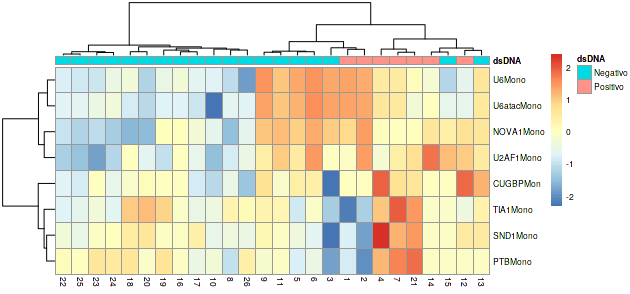 dsDNA
U6Mono
U6atacMono
NOVA1Mono
U2AF1Mono
CUGBPMon
TIA1Mono
SND1Mono
PTBMono
22 25 23 24 18 20 19 16 17 10 8 26 9 11 5 6 3 1 2 4 7 21 14 15 12 13
2
1
0
-1
-2
dsDNA
Negativo
Positivo